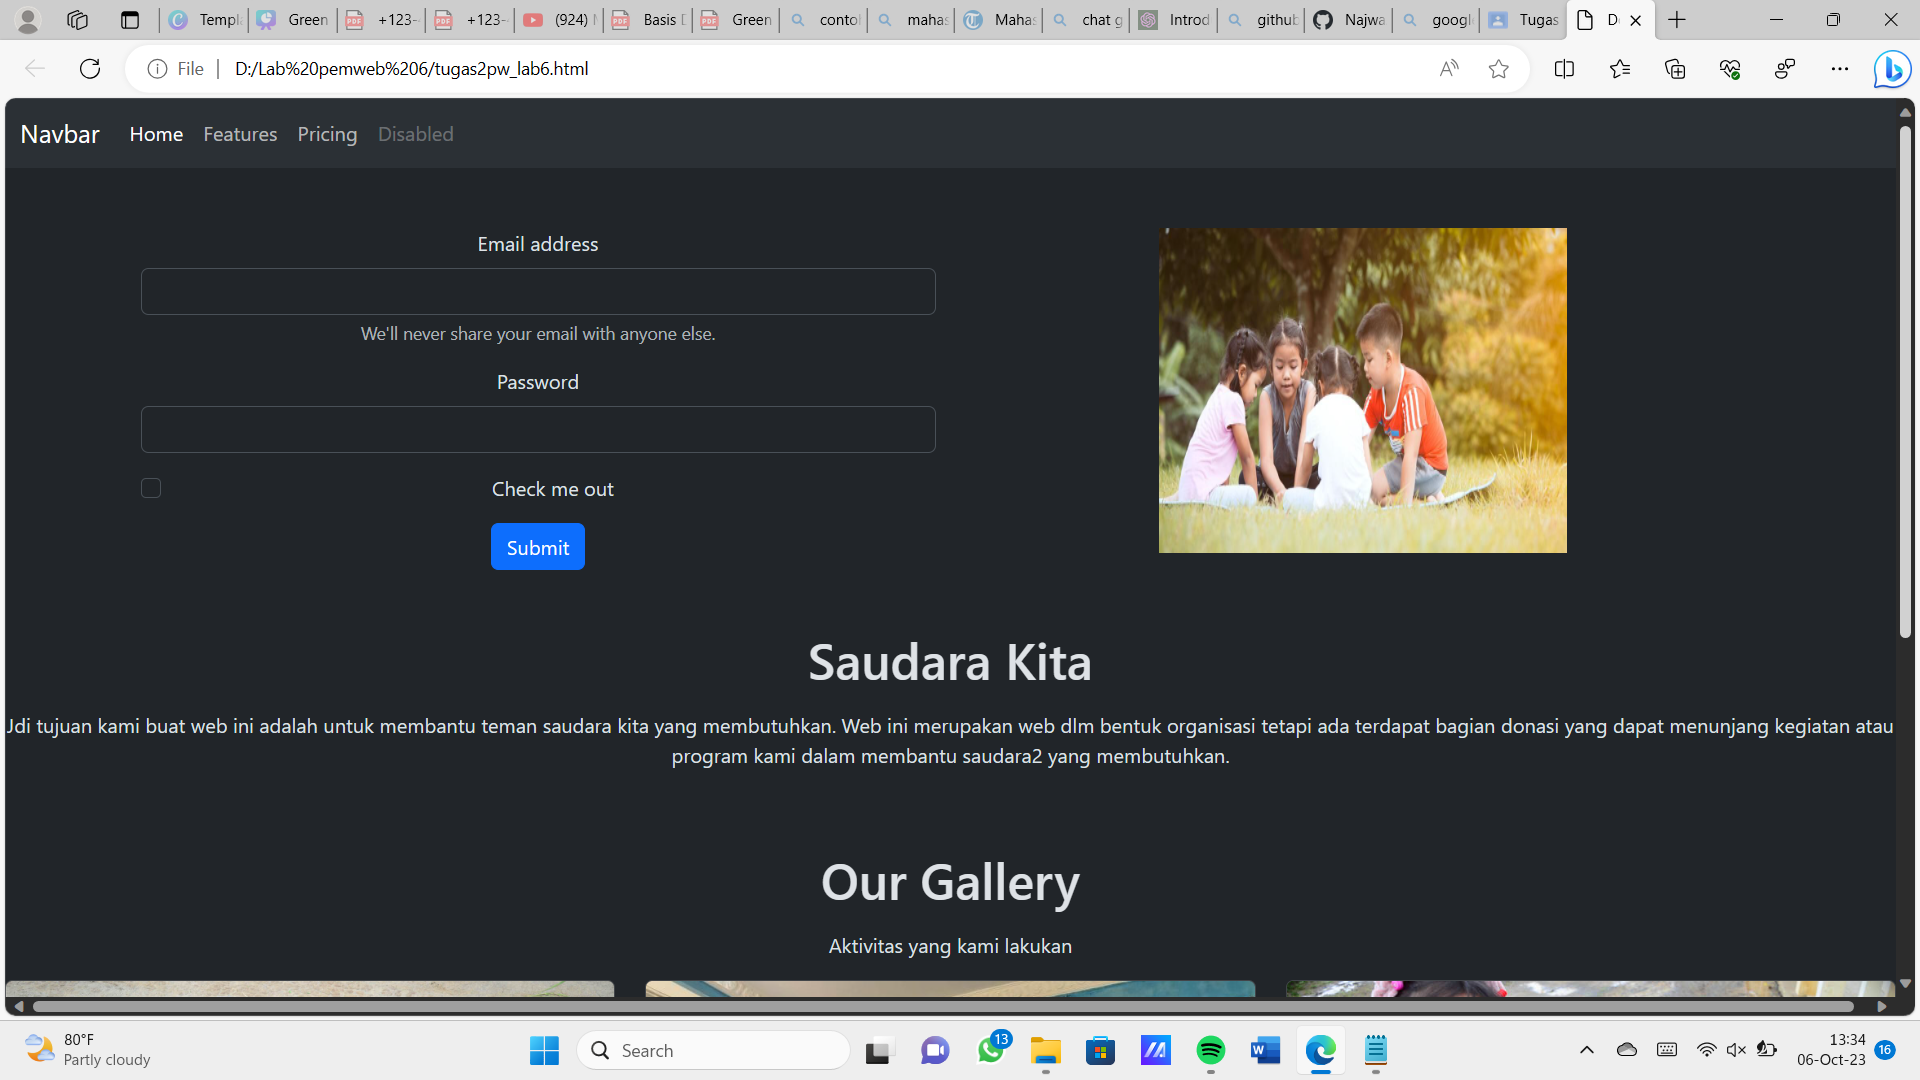 Templ
Green
+123-
+123-
(924) M
Basis D
Green
contoh
mahas
Mahas
chat g
Introd
github
Najwa
google
Tugas
File
D:/Lab%20pemweb%206/tugas2pw_lab6.html
Navbar Home Features Pricing Disabled
Email address
We'll never share your email with anyone else.
Password
Check me out
Submit
Saudara Kita
Jdi tujuan kami buat web ini adalah untuk membantu teman saudara kita yang membutuhkan. Web ini merupakan web dlm bentuk organisasi tetapi ada terdapat bagian donasi yang dapat menunjang kegiatan atau
program kami dalam membantu saudara2 yang membutuhkan.
Our Gallery
Aktivitas yang kami lakukan
80°F
Partly cloudy
Search
13
13:34
06-Oct-23
16